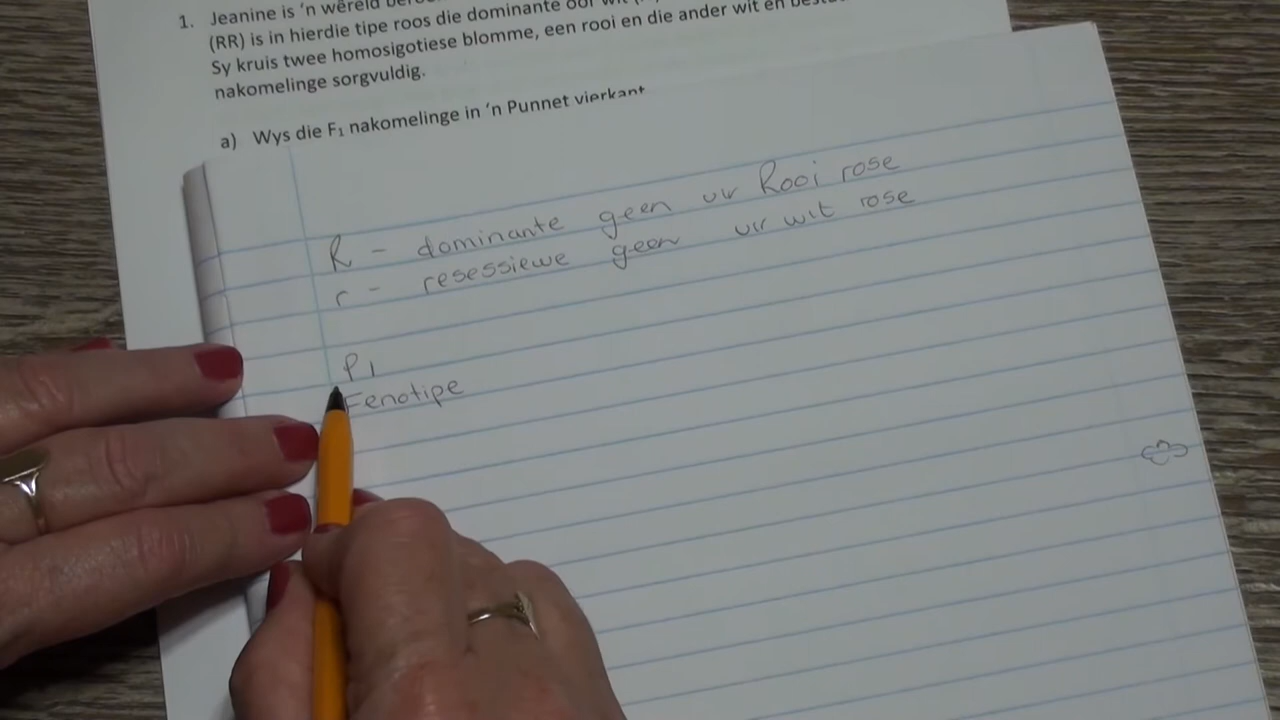 1. Jeanine is 'n wêreld
(RR) is in hierdie tipe roos die dominante oor wit
Sy kruis twee homosigotiese blomme, een rooi en die ander wit en
nakomelinge sorgvuldig.
a) Wys die F₁ nakomelinge in 'n Punnet vierkant
R - dominante geen vir Rooi rose
r - resessiewe geen vir wit rose
P1
Fenotipe